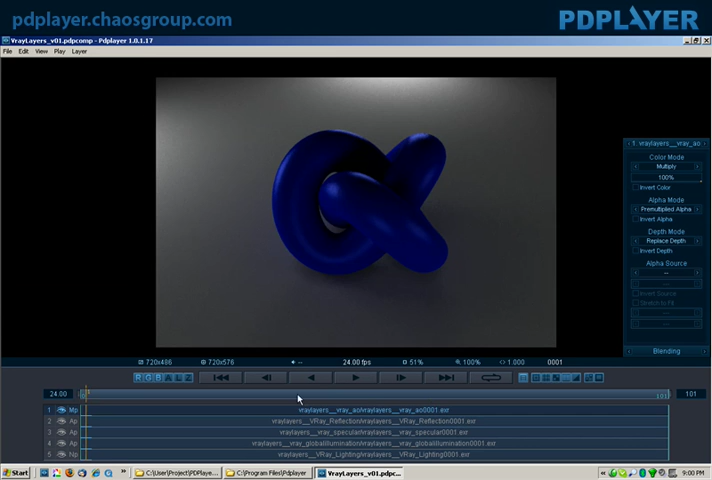 pdplayer.chaosgroup.com
PDPLAYER
VrayLayers_v01.pdpcomp - Pdplayer 1.0.1.17
File Edit View Play Layer
1. vraylayers__vray_ao
Color Mode
Multiply
100%
Invert Color
Alpha Mode
Premultiplied Alpha
Invert Alpha
Depth Mode
Replace Depth
Invert Depth
Alpha Source
--
Invert Source
Stretch to Fit
Blending
720x486 720x576 -- 24.00 fps 51% 100% 1.000 0001
R G B A L Z
24.00 1 101 101
1 Mp vraylayers__vray_ao\vraylayers__vray_ao0001.exr
2 Ap vraylayers__VRay_Reflection\vraylayers__VRay_Reflection0001.exr
3 Ap vraylayers__vray_specular\vraylayers__vray_specular0001.exr
4 Ap vraylayers__vray_globalillumination\vraylayers__vray_globalillumination0001.exr
5 Np vraylayers__VRay_Lighting\vraylayers__VRay_Lighting0001.exr
Start C:\User\Project\PDPlaye... C:\Program Files\Pdplayer VrayLayers_v01.pdpc... 9:00 PM